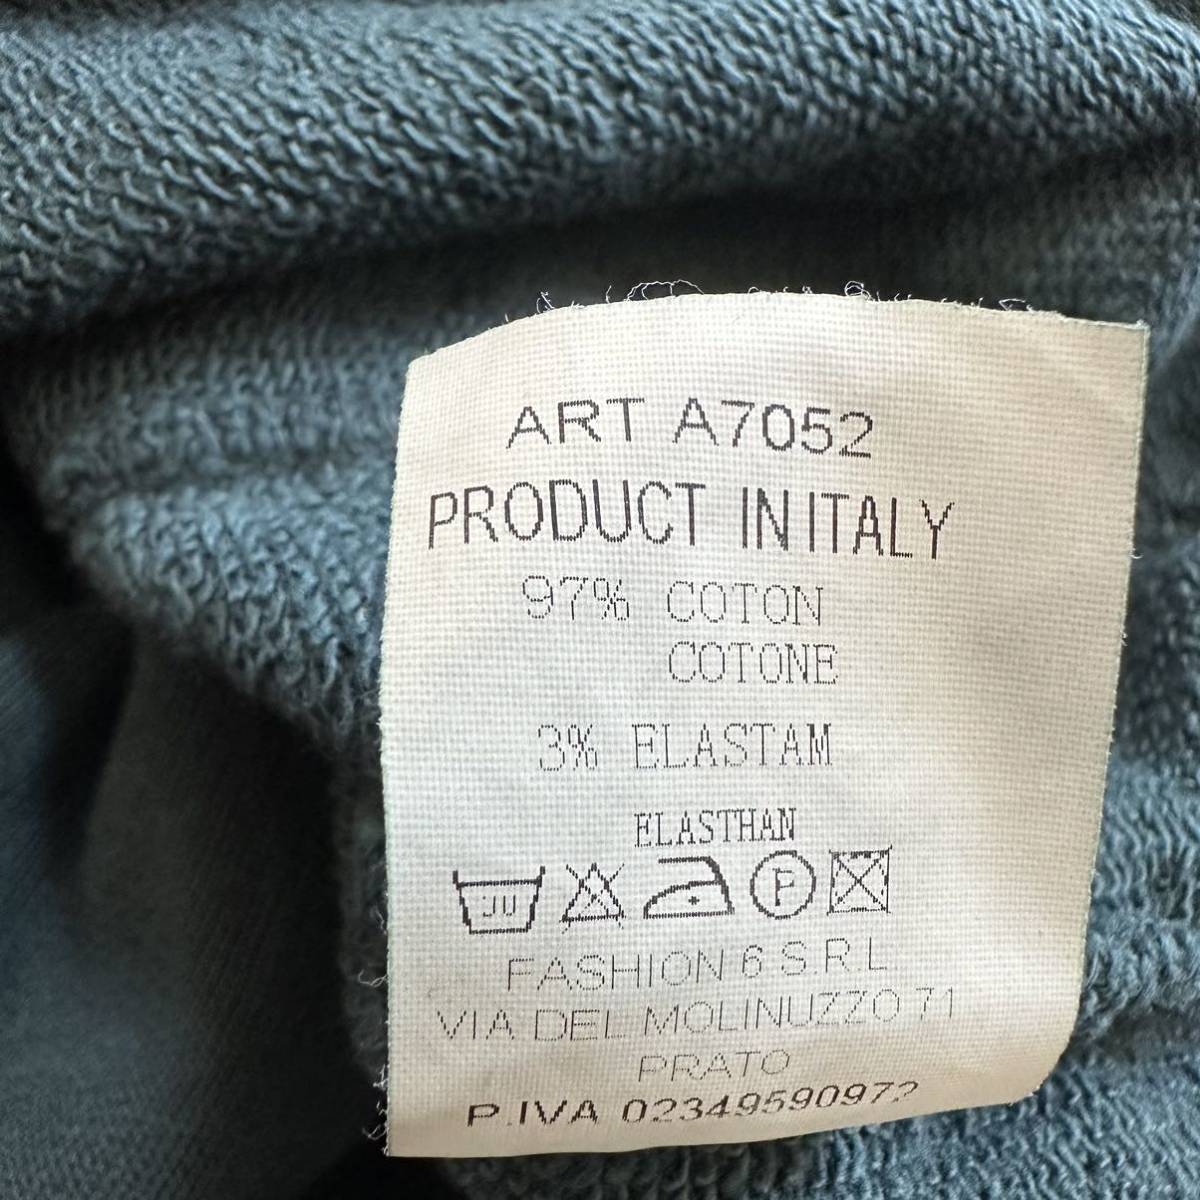 ART A7052
PRODUCT IN ITALY
97% COTON
COTONE
3% ELASTAM
ELASTHAN
JU P
FASHION 6 S.R.L
VIA DEL MOLINUZZO 71
PRATO
P.IVA 02349590972